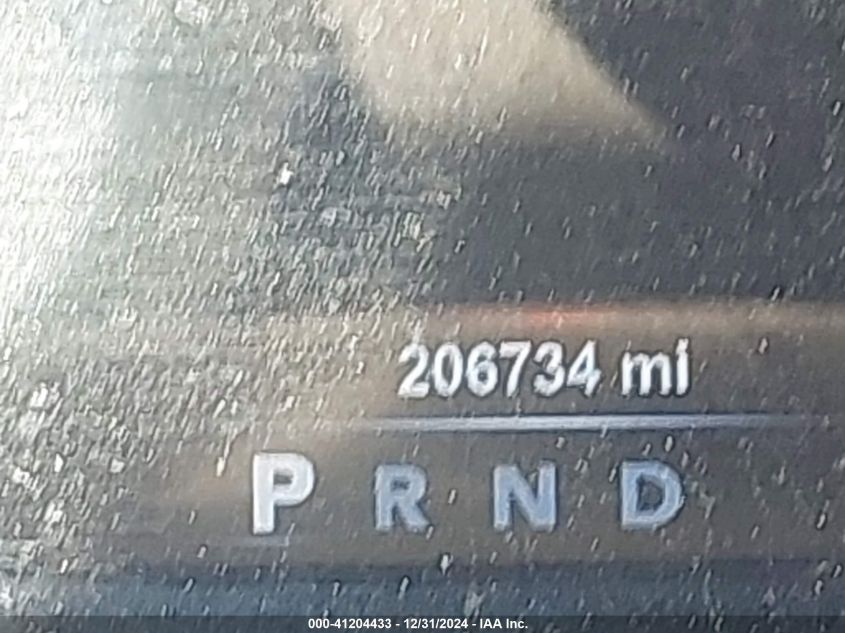 206734 mi
P R N D
000-41204433 - 12/31/2024 - IAA Inc.